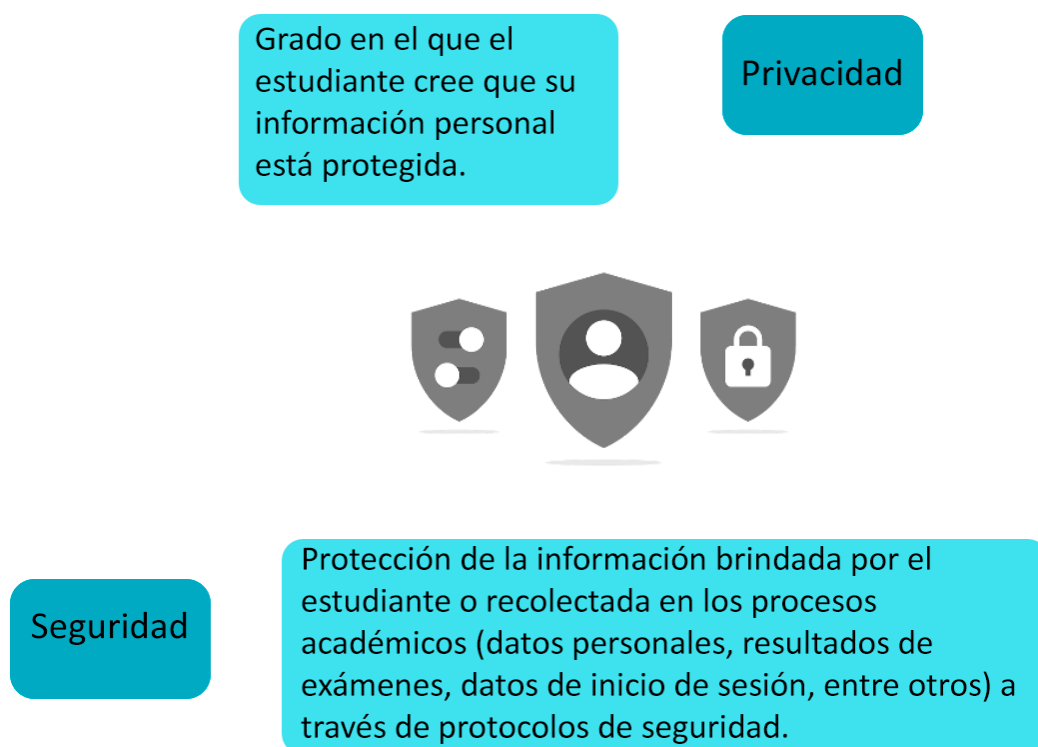 Grado en el que el
estudiante cree que su
información personal
está protegida.
Privacidad
Seguridad
Protección de la información brindada por el
estudiante o recolectada en los procesos
académicos (datos personales, resultados de
exámenes, datos de inicio de sesión, entre otros) a
través de protocolos de seguridad.